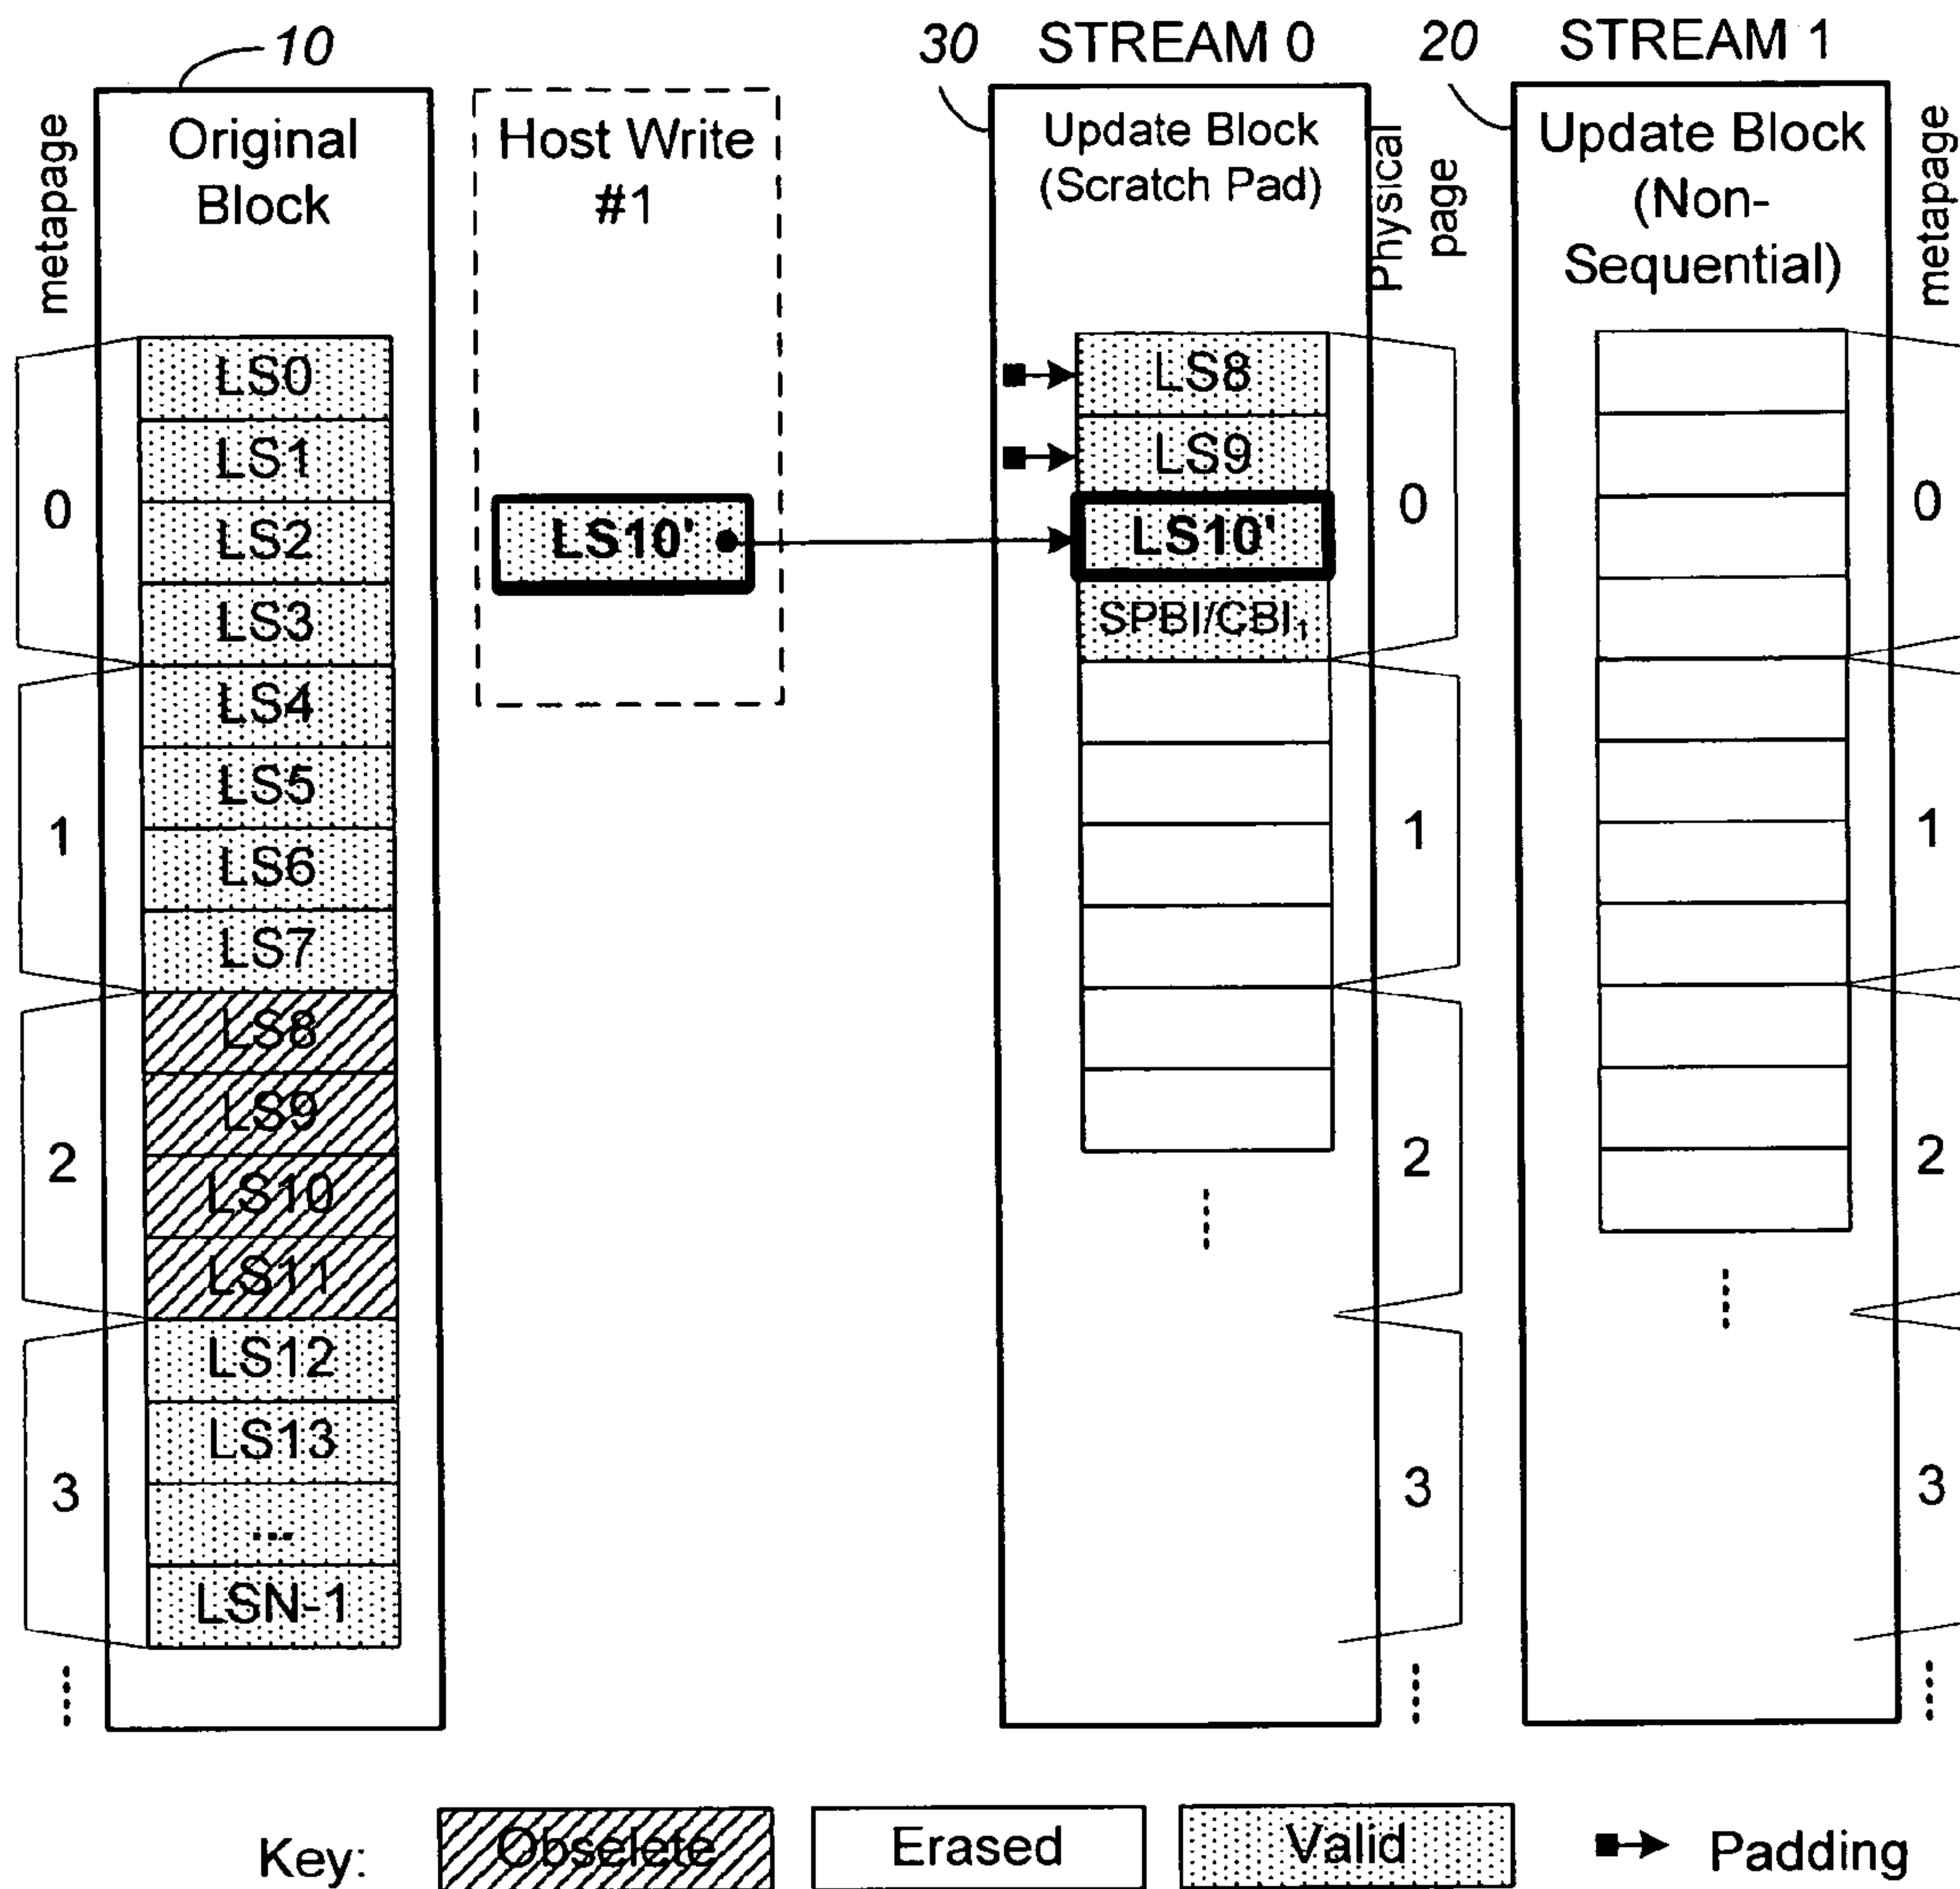 10
30 STREAM 0
20 STREAM 1
metapage
Original
Block
Host Write
#1
Update Block
(Scratch Pad)
Physical
page
Update Block
(Non-
Sequential)
metapage
LS0
LS1
LS2
LS3
LS4
LS5
LS6
LS7
LS8
LS9
LS10
LS11
LS12
LS13
...
LSN-1
0
1
2
3
LS10'
LS8
LS9
LS10'
SPBI/CBI₁
0
1
2
3
0
1
2
3
Key: Obselete Erased Valid Padding